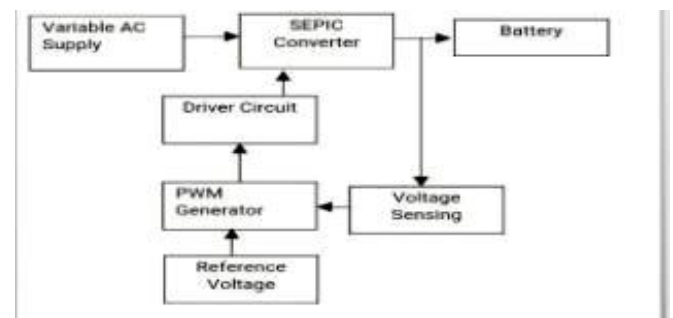 Variable AC
Supply
SEPIC
Converter
Battery
Driver Circuit
PWM
Generator
Voltage
Sensing
Reference
Voltage